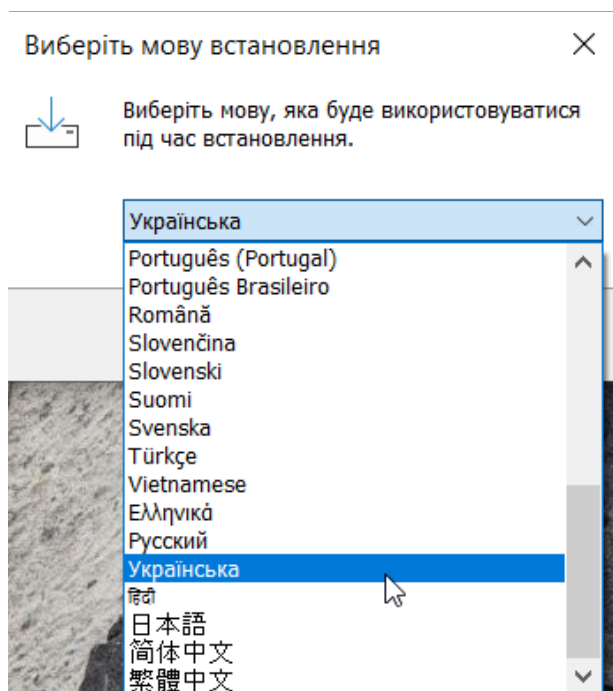 Виберіть мову встановлення
Виберіть мову, яка буде використовуватися
під час встановлення.
Українська
Português (Portugal)
Português Brasileiro
Română
Slovenčina
Slovenski
Suomi
Svenska
Türkçe
Vietnamese
Ελληνικά
Русский
Українська
हिंदी
日本語
简体中文
繁體中文